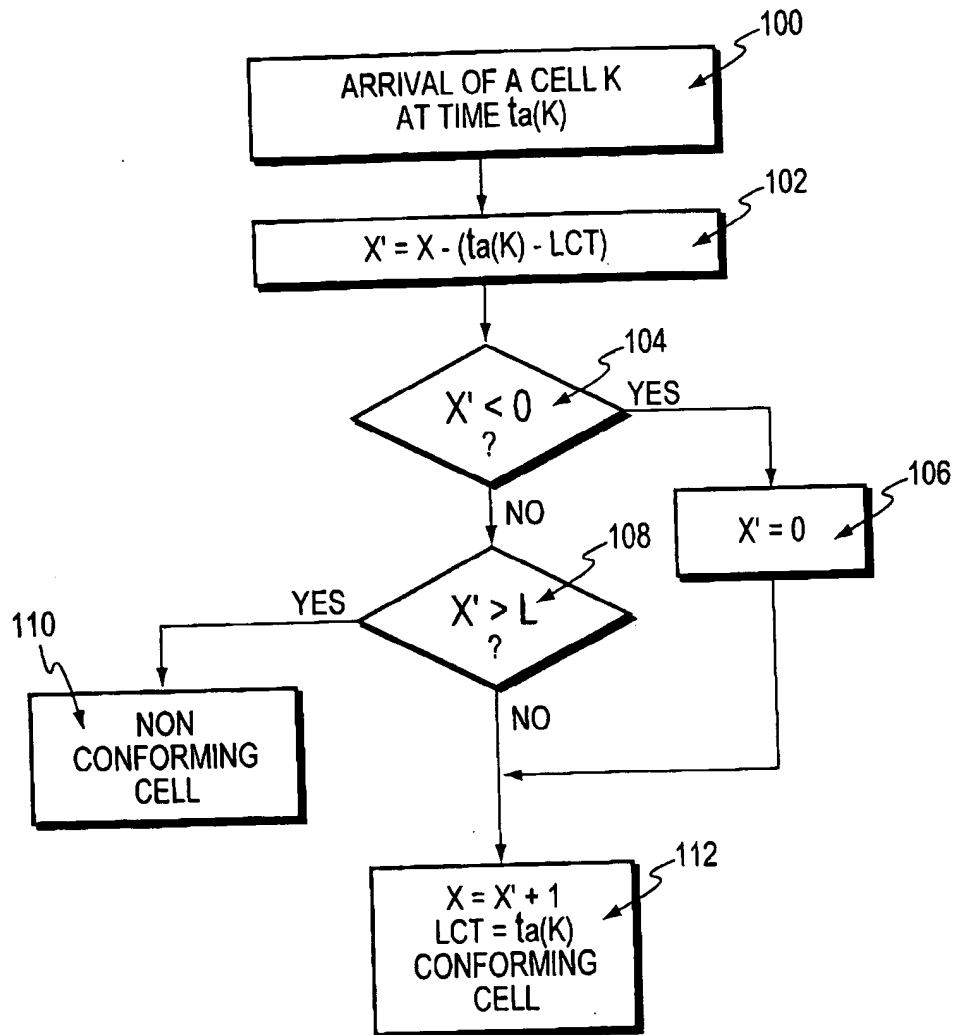 100
ARRIVAL OF A CELL K
AT TIME ta(K)
102
X' = X - (ta(K) - LCT)
104
X' < 0
?
YES
NO
106
X' = 0
108
X' > L
?
YES
NO
110
NON
CONFORMING
CELL
112
X = X' + 1
LCT = ta(K)
CONFORMING
CELL